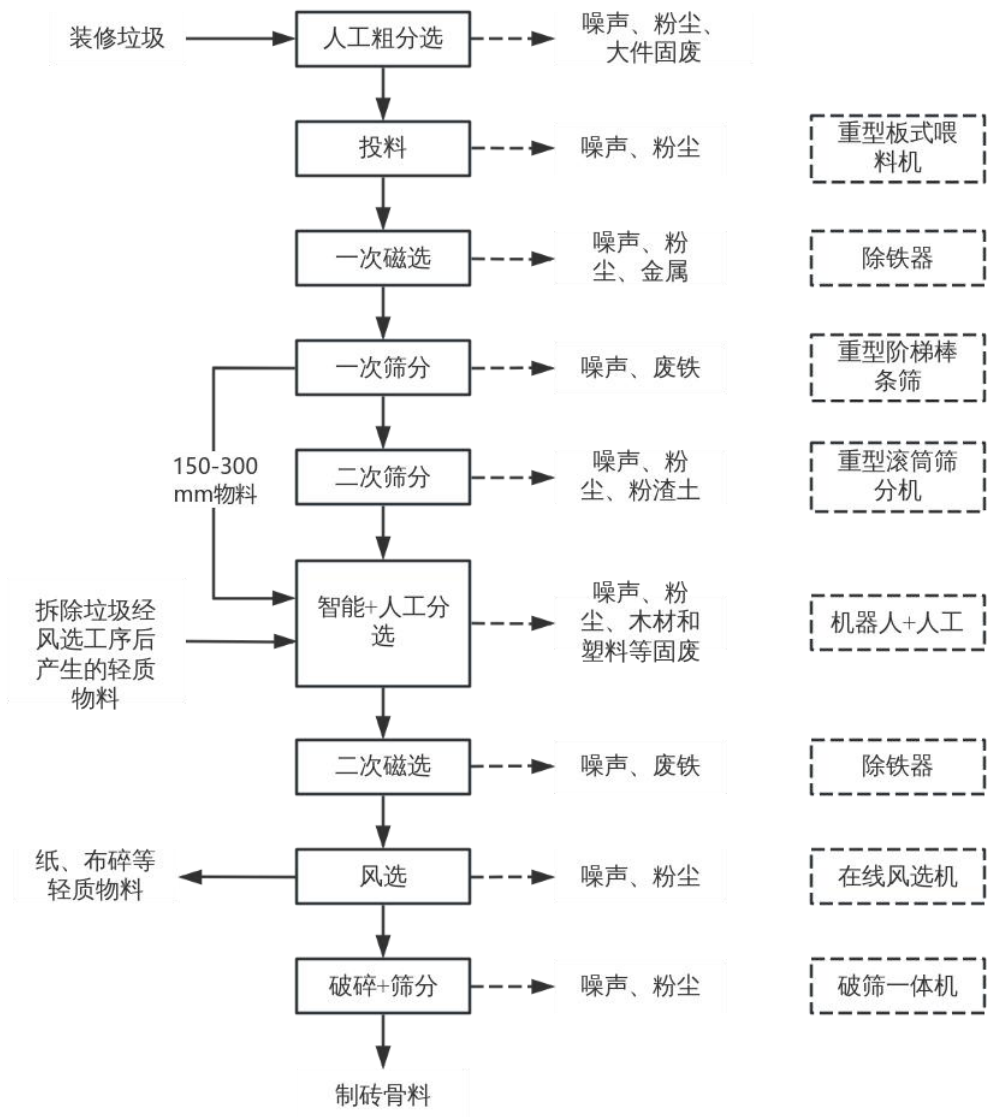 装修垃圾
人工粗分选
噪声、粉尘、
大件固废
投料
噪声、粉尘
重型板式喂
料机
一次磁选
噪声、粉
尘、金属
除铁器
一次筛分
噪声、废铁
重型阶梯棒
条筛
150-300
mm物料
二次筛分
噪声、粉
尘、粉渣土
重型滚筒筛
分机
拆除垃圾经
风选工序后
产生的轻质
物料
智能+人工分
选
噪声、粉
尘、木材和
塑料等固废
机器人+人工
二次磁选
噪声、废铁
除铁器
纸、布碎等
轻质物料
风选
噪声、粉尘
在线风选机
破碎+筛分
噪声、粉尘
破筛一体机
制砖骨料